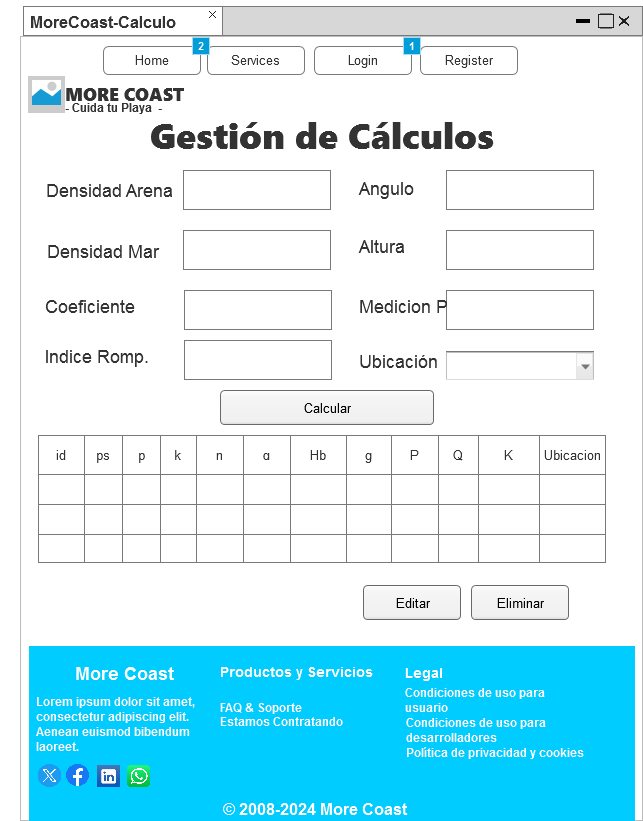 MoreCoast-Calculo
Home 2 Services Login 1 Register
MORE COAST
- Cuida tu Playa -
Gestión de Cálculos
Densidad Arena Angulo
Densidad Mar Altura
Coeficiente Medicion P
Indice Romp. Ubicación
Calcular
id ps p k n α Hb g P Q K Ubicacion
Editar Eliminar
More Coast
Lorem ipsum dolor sit amet,
consectetur adipiscing elit.
Aenean euismod bibendum
laoreet.
Productos y Servicios
FAQ & Soporte
Estamos Contratando
Legal
Condiciones de uso para
usuario
Condiciones de uso para
desarrolladores
Política de privacidad y cookies
© 2008-2024 More Coast